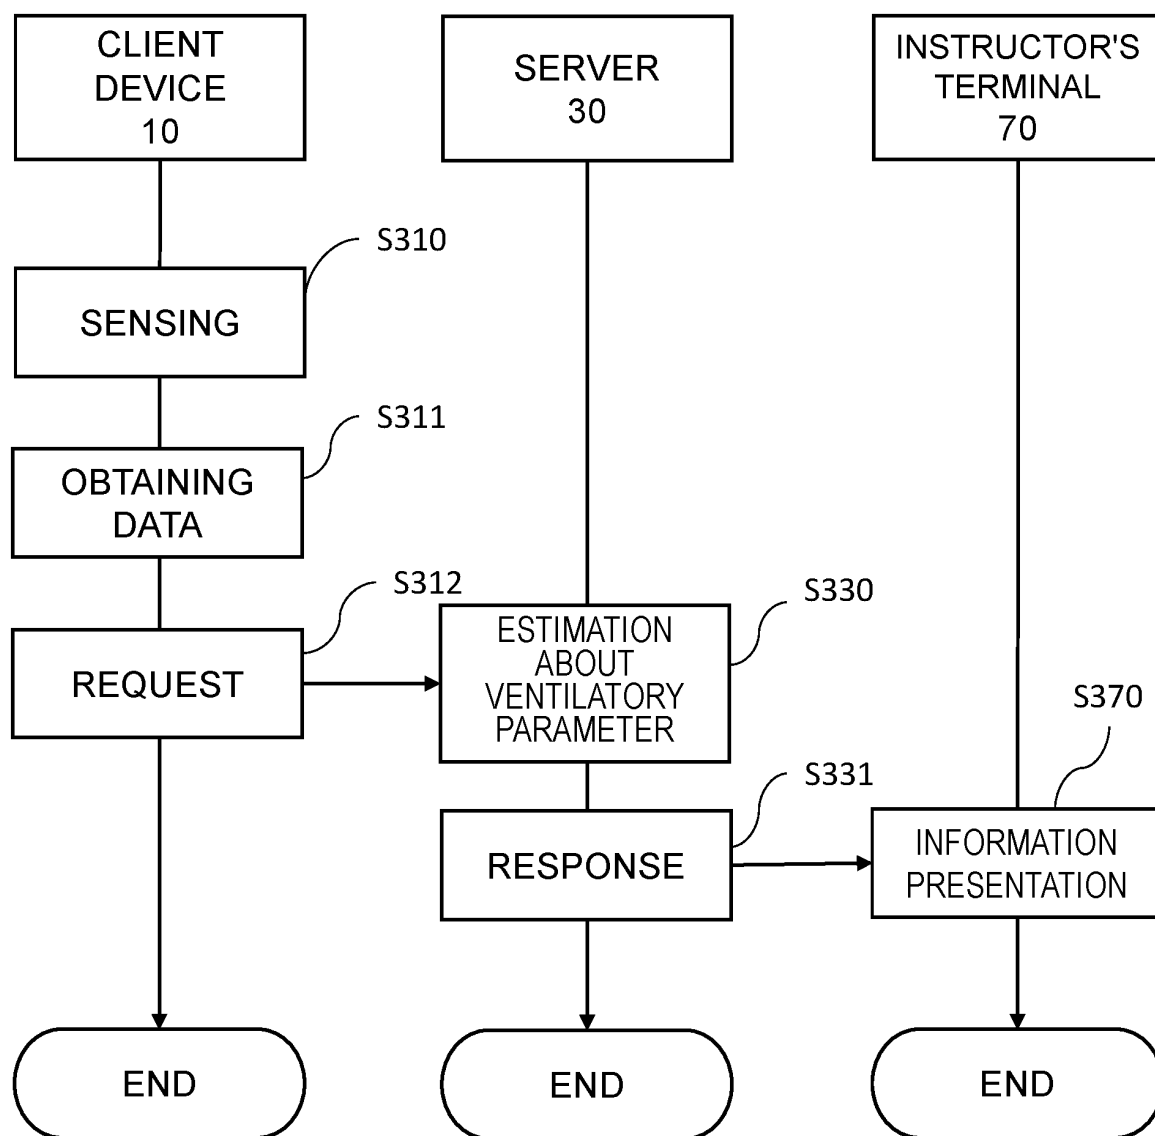 CLIENT
DEVICE
10
SERVER
30
INSTRUCTOR'S
TERMINAL
70
S310
SENSING
S311
OBTAINING
DATA
S312
REQUEST
S330
ESTIMATION
ABOUT
VENTILATORY
PARAMETER
S331
RESPONSE
S370
INFORMATION
PRESENTATION
END
END
END